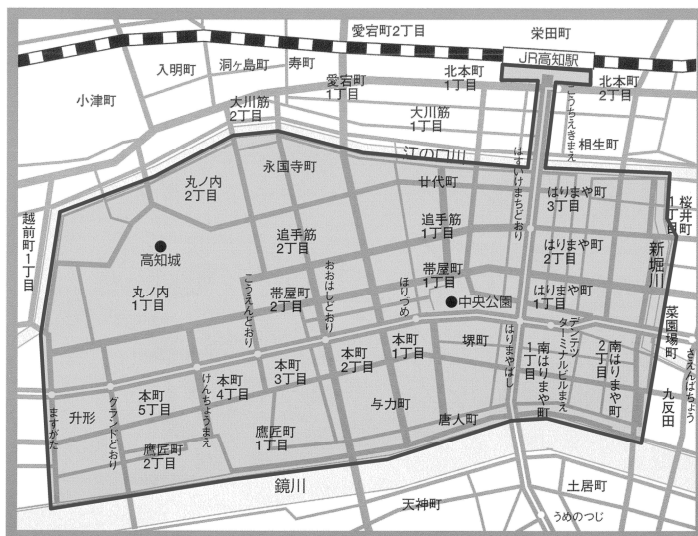 愛宕町2丁目
栄田町
JR高知駅
入明町
洞ヶ島町
寿町
北本町
1丁目
愛宕町
1丁目
北本町
2丁目
小津町
大川筋
2丁目
大川筋
1丁目
こうちえきまえ
相生町
江の口川
はすいけまちどおり
永国寺町
丸ノ内
2丁目
廿代町
はりまや町
3丁目
桜井町
1丁目
越前町1丁目
追手筋
2丁目
追手筋
1丁目
はりまや町
2丁目
新堀川
高知城
丸ノ内
1丁目
こうえんどおり
帯屋町
2丁目
おおはしどおり
ほりつめ
帯屋町
1丁目
中央公園
はりまや町
1丁目
菜園場町
本町
1丁目
堺町
はりまやばし
南はりまや町
1丁目
デンテツ
ターミナルビルまえ
南はりまや町
2丁目
さえんばちょう
本町
2丁目
本町
3丁目
本町
4丁目
けんちょうまえ
本町
5丁目
グランドどおり
升形
ますがた
与力町
唐人町
九反田
鷹匠町
1丁目
鷹匠町
2丁目
鏡川
天神町
土居町
うめのつじ